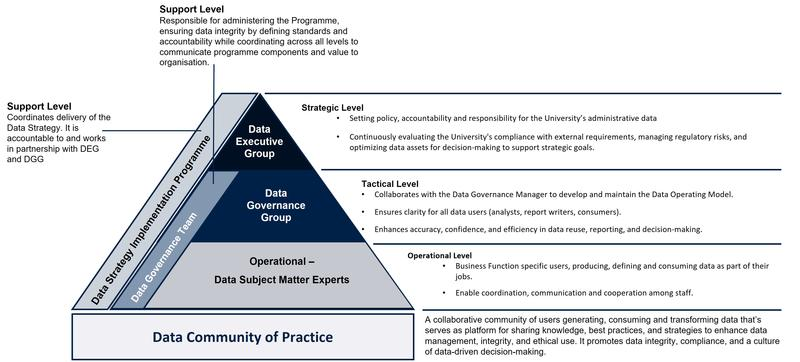 Support Level
Responsible for administering the Programme,
ensuring data integrity by defining standards and
accountability while coordinating across all levels to
communicate programme components and value to
organisation.
Support Level
Coordinates delivery of the
Data Strategy. It is
accountable to and works
in partnership with DEG
and DGG
Data Strategy Implementation Programme
Data Governance Team
Data
Executive
Group
Data
Governance
Group
Operational –
Data Subject Matter Experts
Data Community of Practice
Strategic Level
• Setting policy, accountability and responsibility for the University's administrative data
• Continuously evaluating the University's compliance with external requirements, managing regulatory risks, and
optimizing data assets for decision-making to support strategic goals.
Tactical Level
• Collaborates with the Data Governance Manager to develop and maintain the Data Operating Model.
• Ensures clarity for all data users (analysts, report writers, consumers).
• Enhances accuracy, confidence, and efficiency in data reuse, reporting, and decision-making.
Operational Level
• Business Function specific users, producing, defining and consuming data as part of their
jobs.
• Enable coordination, communication and cooperation among staff.
A collaborative community of users generating, consuming and transforming data that's
serves as platform for sharing knowledge, best practices, and strategies to enhance data
management, integrity, and ethical use. It promotes data integrity, compliance, and a culture
of data-driven decision-making.